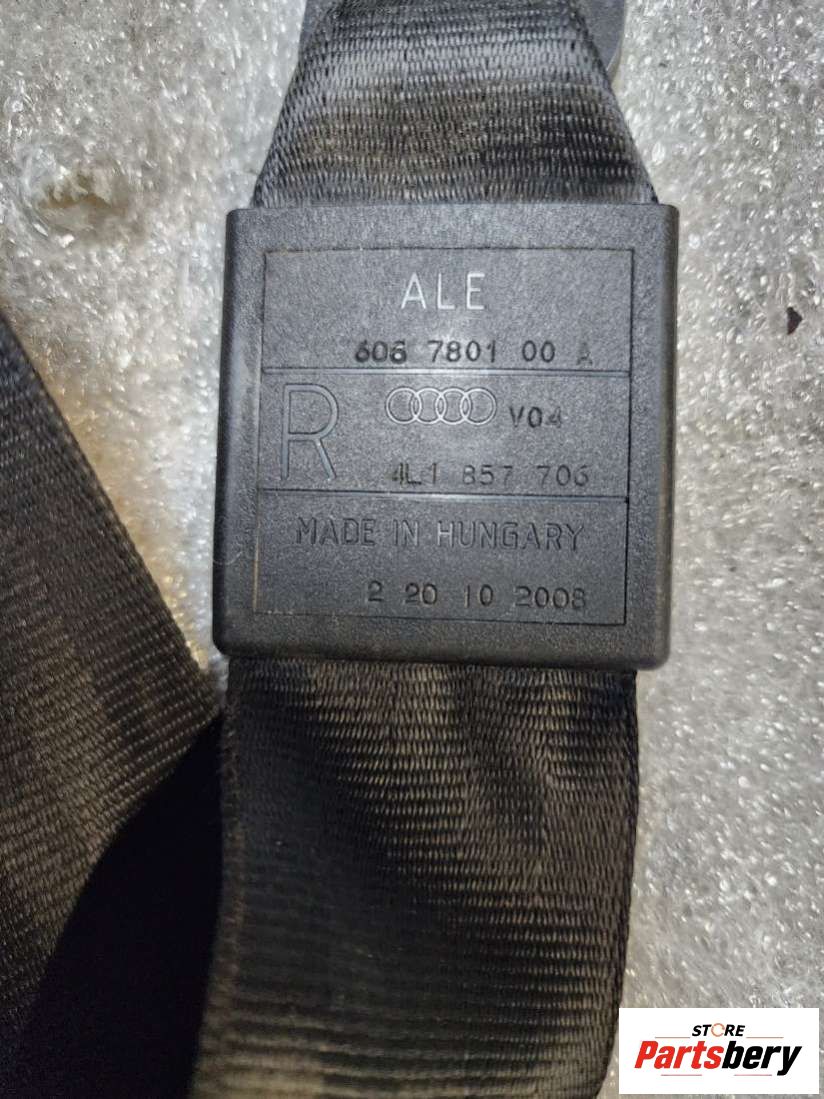 ALE
606 7801 00 A
R
V04
4L1 857 706
MADE IN HUNGARY
2 20 10 2008
STORE
Partsbery